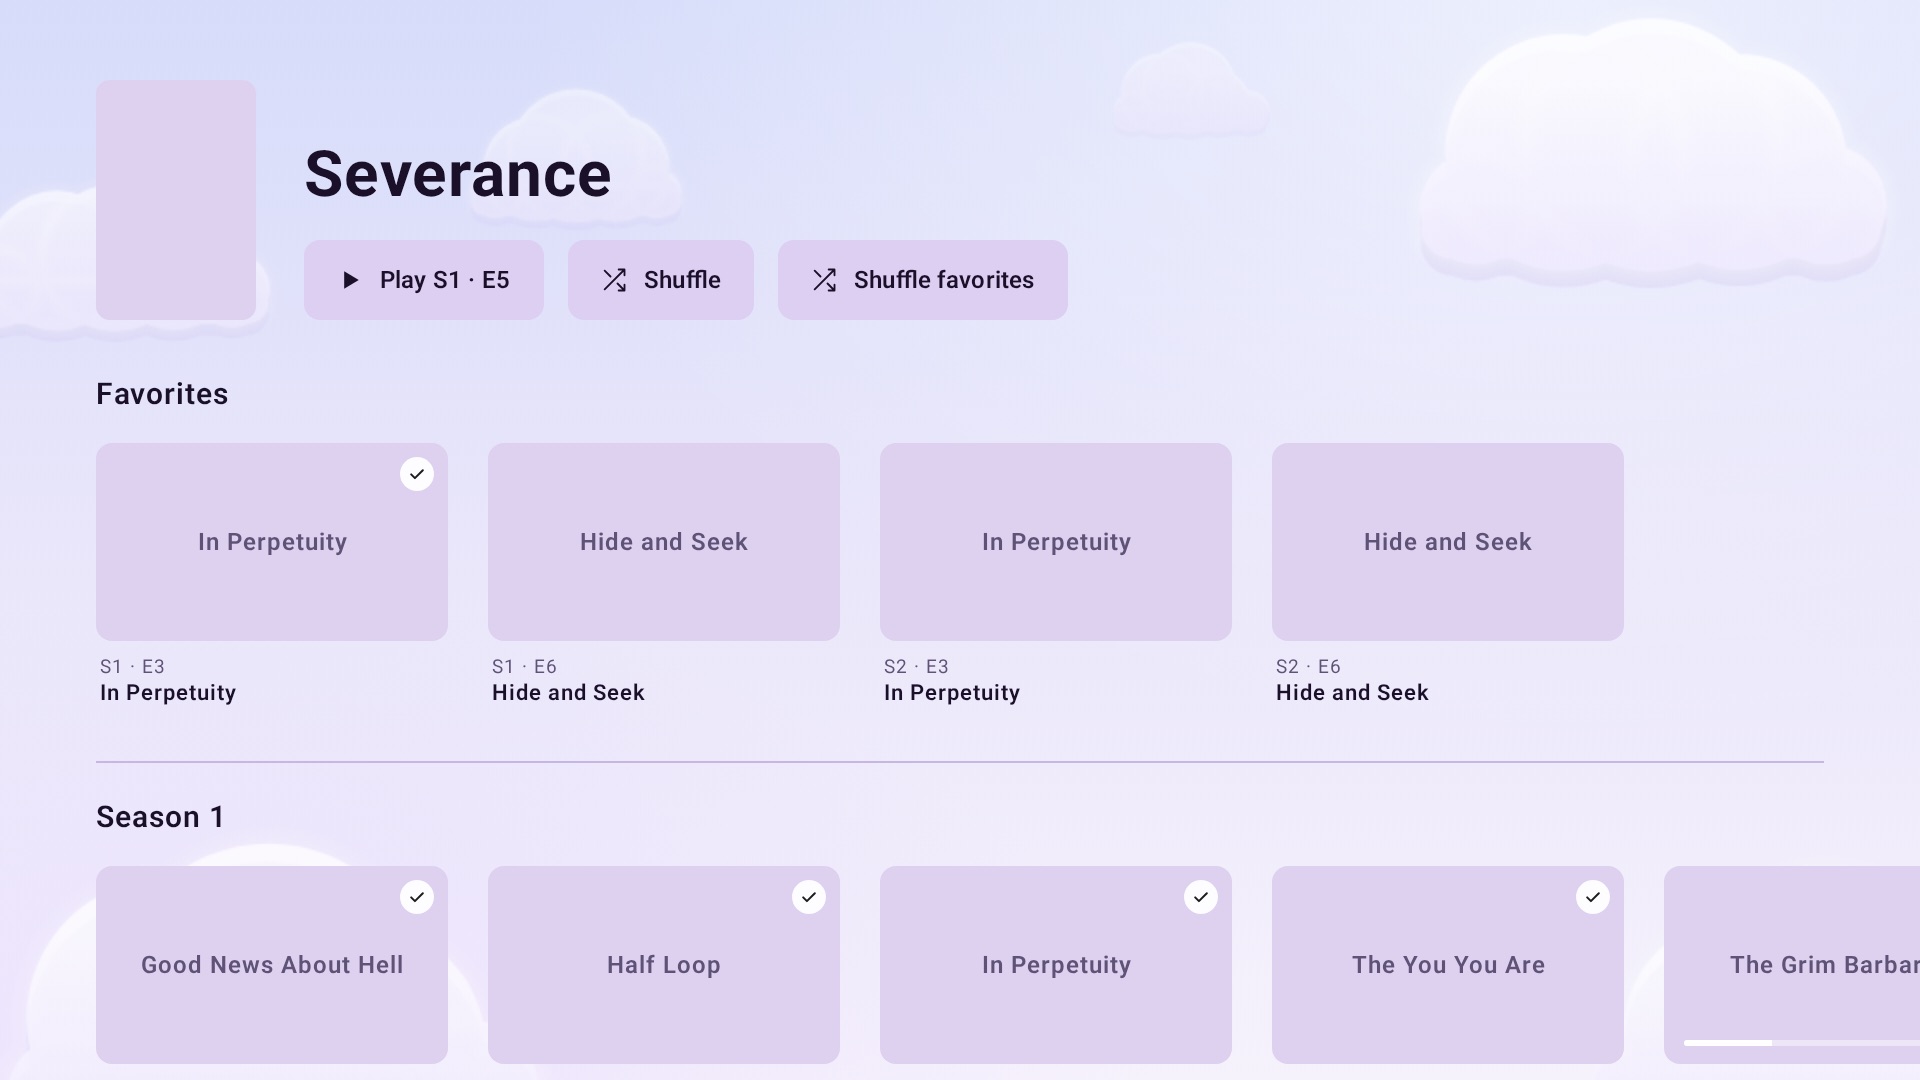 Severance
Play S1 · E5
Shuffle
Shuffle favorites
Favorites
In Perpetuity
Hide and Seek
In Perpetuity
Hide and Seek
S1 · E3
In Perpetuity
S1 · E6
Hide and Seek
S2 · E3
In Perpetuity
S2 · E6
Hide and Seek
Season 1
Good News About Hell
Half Loop
In Perpetuity
The You You Are
The Grim